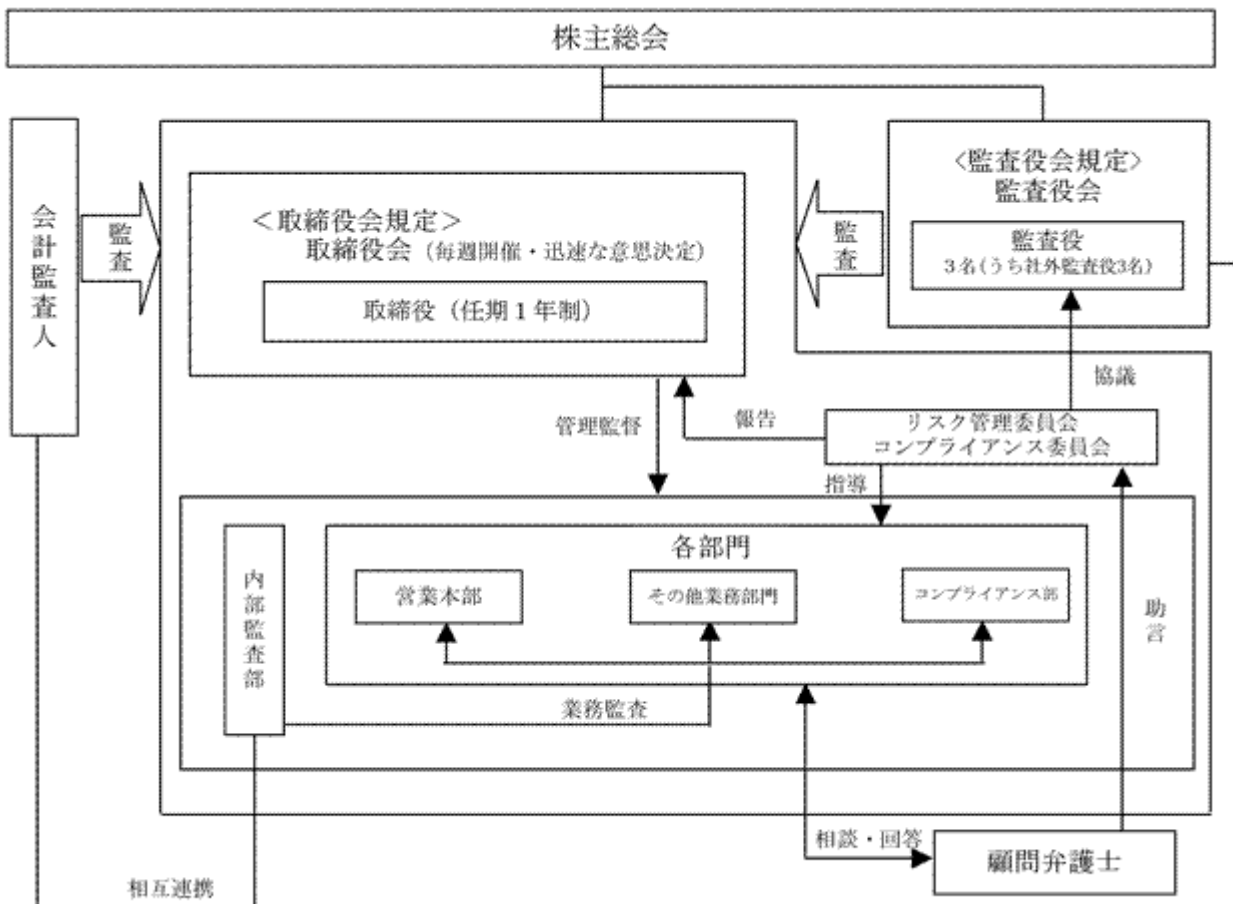 株主総会
会計監査人
監査
<取締役会規定>
取締役会(毎週開催・迅速な意思決定)
取締役(任期1年制)
監査
<監査役会規定>
監査役会
監査役
3名(うち社外監査役3名)
協議
管理監督
報告
リスク管理委員会
コンプライアンス委員会
指導
内部監査部
各部門
営業本部
その他業務部門
コンプライアンス部
業務監査
助言
相談・回答
顧問弁護士
相互連携